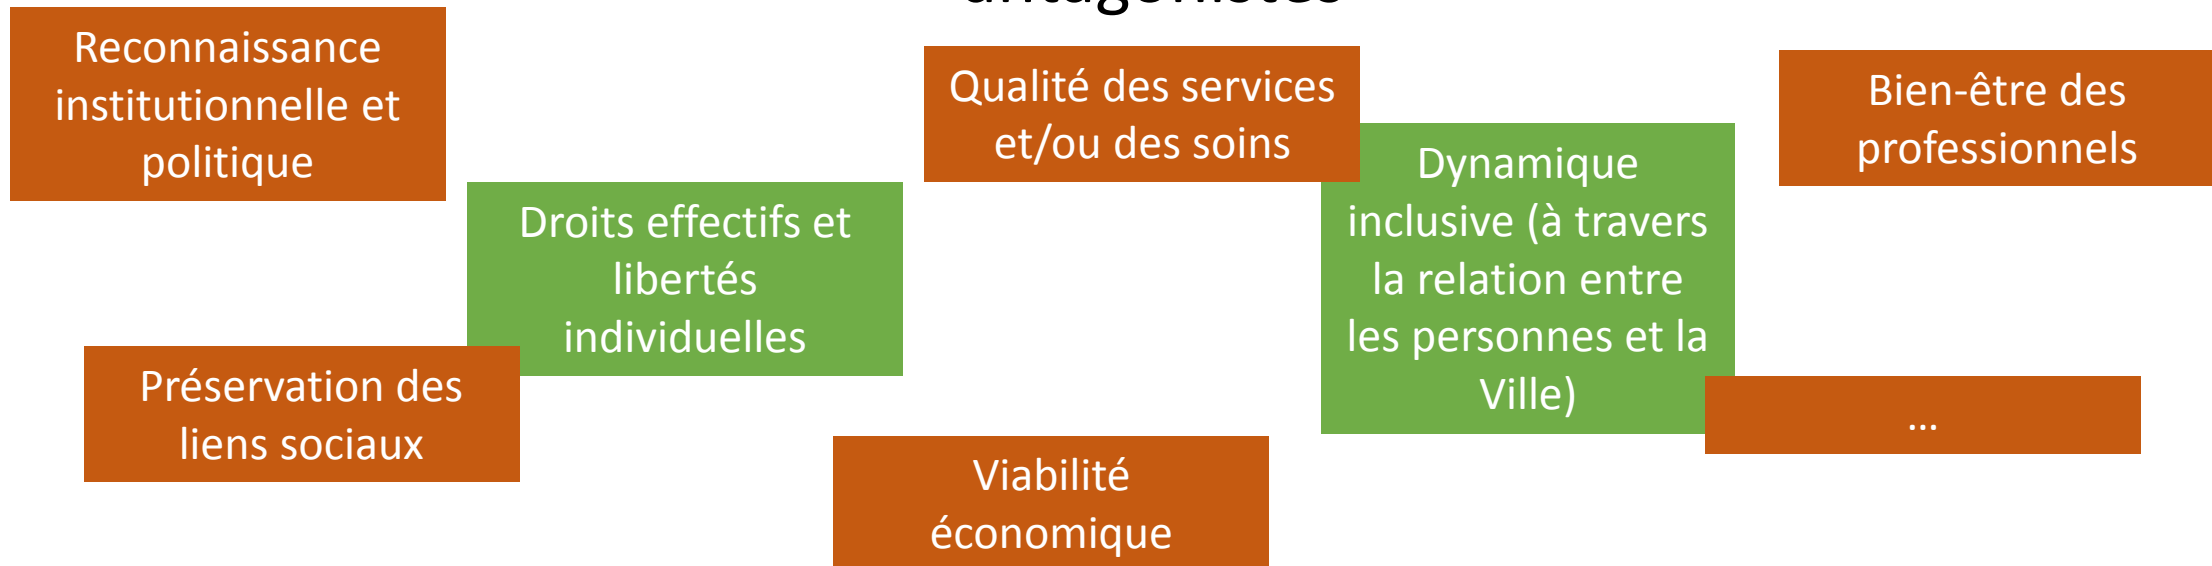 antagonistes
Reconnaissance
institutionnelle et
politique
Qualité des services
et/ou des soins
Bien-être des
professionnels
Droits effectifs et
libertés
individuelles
Dynamique
inclusive (à travers
la relation entre
les personnes et la
Ville)
Préservation des
liens sociaux
...
Viabilité
économique